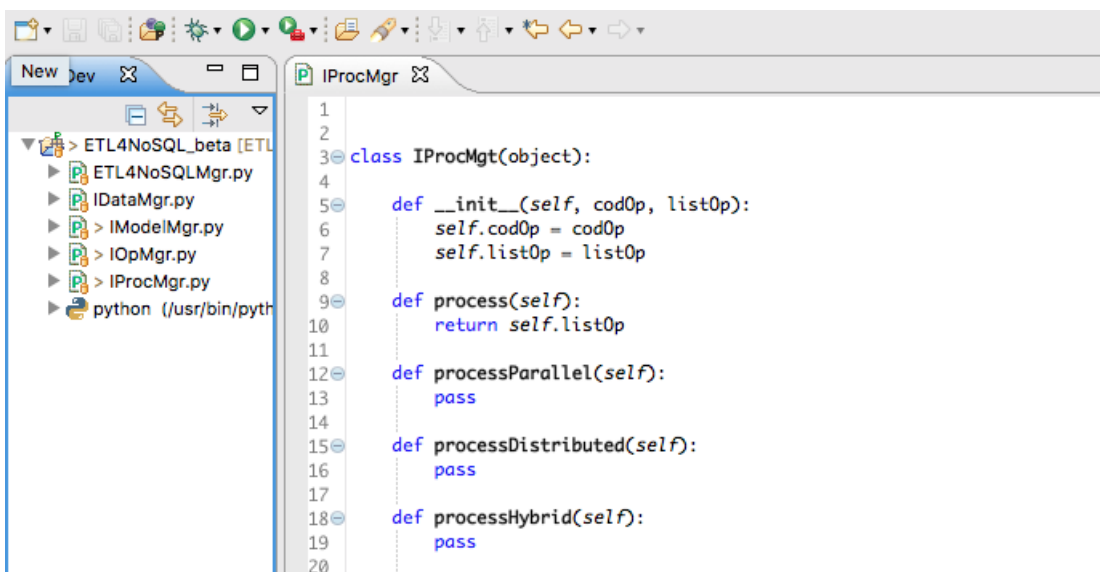 New Dev
ETL4NoSQL_beta [ETL
ETL4NoSQLMgr.py
IDataMgr.py
> IModelMgr.py
> IOpMgr.py
> IProcMgr.py
python (/usr/bin/pyth
IProcMgr
1
2
3 class IProcMgt(object):
4
5 def __init__(self, codOp, listOp):
6 self.codOp = codOp
7 self.listOp = listOp
8
9 def process(self):
10 return self.listOp
11
12 def processParallel(self):
13 pass
14
15 def processDistributed(self):
16 pass
17
18 def processHybrid(self):
19 pass
20